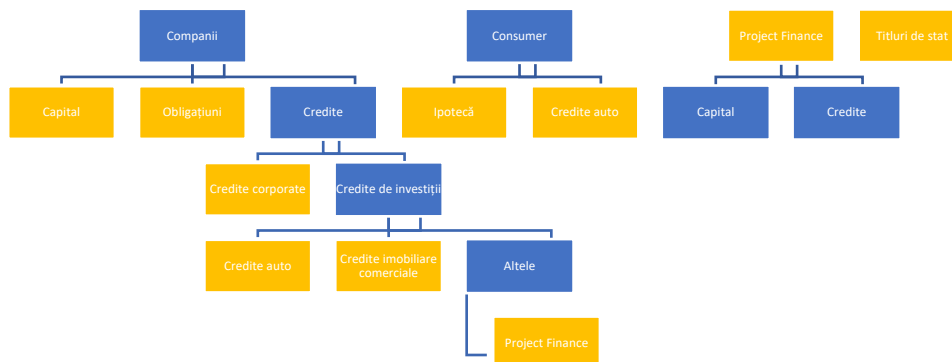 Companii
Consumer
Project Finance
Titluri de stat
Capital
Obligațiuni
Credite
Ipotecă
Credite auto
Capital
Credite
Credite corporate
Credite de investiții
Credite auto
Credite imobiliare
comerciale
Altele
Project Finance